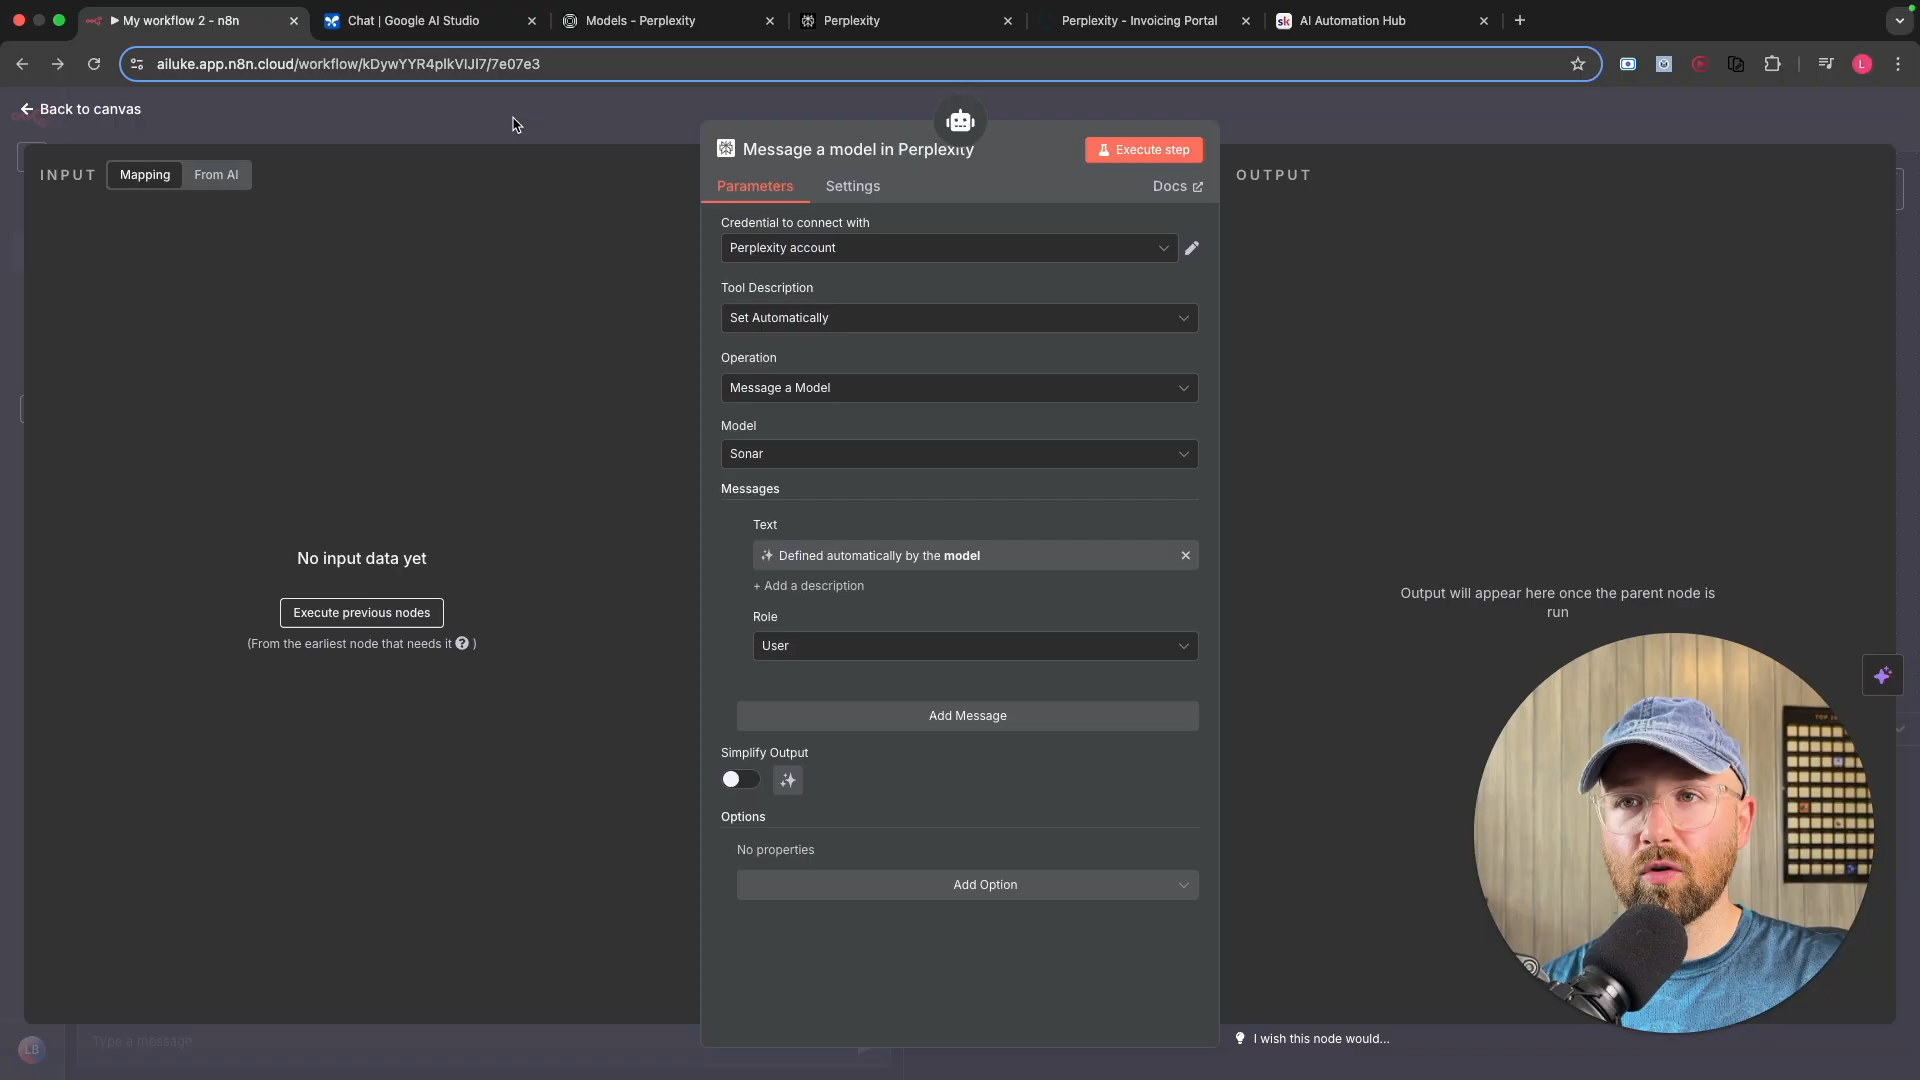 My workflow 2 - n8n
Chat | Google AI Studio
Models - Perplexity
Perplexity
Perplexity - Invoicing Portal
sk AI Automation Hub
ailuke.app.n8n.cloud/workflow/kDywYYR4plkVIJI7/7e07e3
L
Back to canvas
INPUT Mapping From AI
Message a model in Perplexity
Execute step
OUTPUT
Parameters Settings Docs
Credential to connect with
Perplexity account
Tool Description
Set Automatically
Operation
Message a Model
Model
Sonar
Messages
Text
Defined automatically by the model
+ Add a description
Role
User
Add Message
Simplify Output
Options
No properties
Add Option
No input data yet
Execute previous nodes
(From the earliest node that needs it ? )
Output will appear here once the parent node is
run
LB
Type a message
I wish this node would...